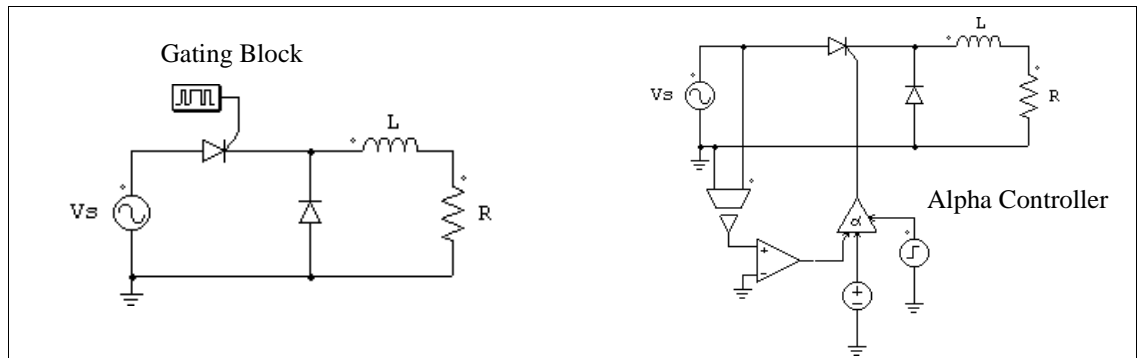 Gating Block
L
Vs
R
L
Vs
R
+
−
α
Alpha Controller
+
−